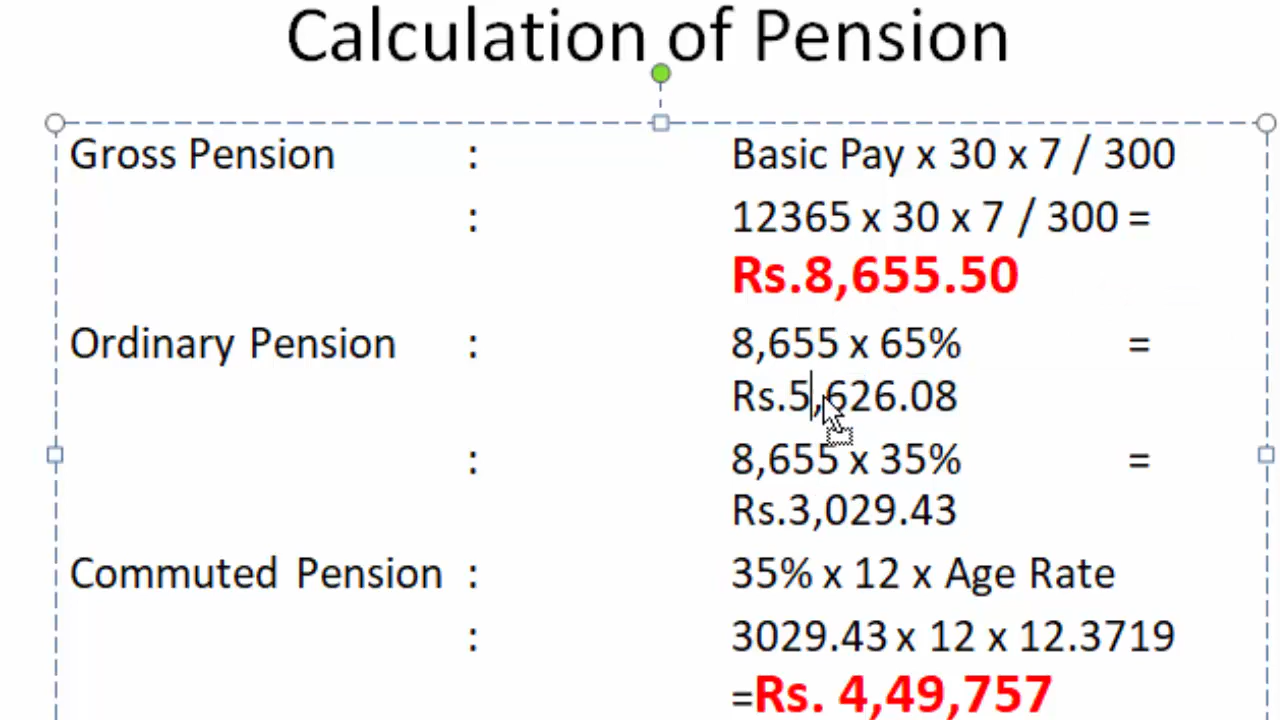 Calculation of Pension
Gross Pension : Basic Pay x 30 x 7 / 300
: 12365 x 30 x 7 / 300 =
Rs.8,655.50
Ordinary Pension : 8,655 x 65% =
Rs.5,626.08
: 8,655 x 35% =
Rs.3,029.43
Commuted Pension : 35% x 12 x Age Rate
: 3029.43 x 12 x 12.3719
=Rs. 4,49,757